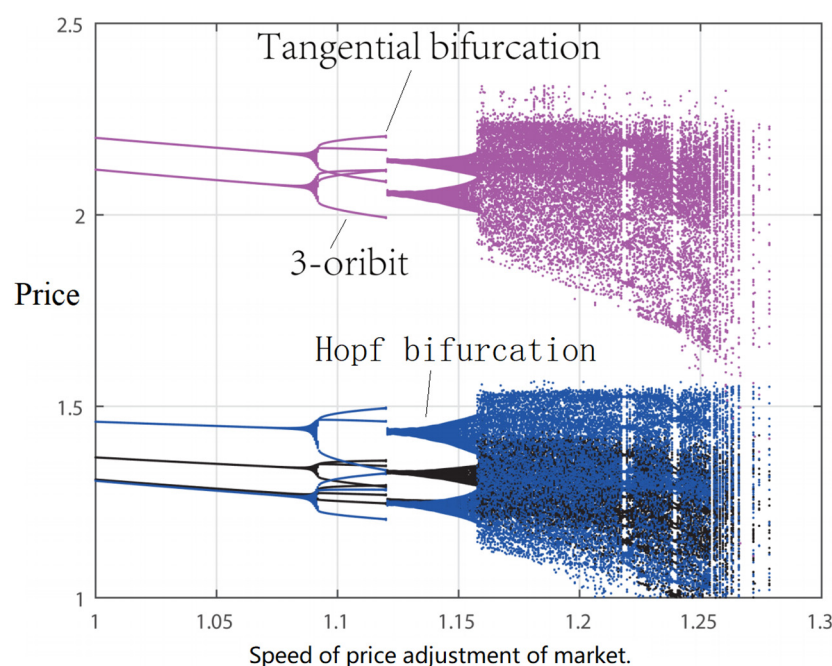 2.5
Tangential bifurcation
2
3-oribit
Price
Hopf bifurcation
1.5
1
1 1.05 1.1 1.15 1.2 1.25 1.3
Speed of price adjustment of market.